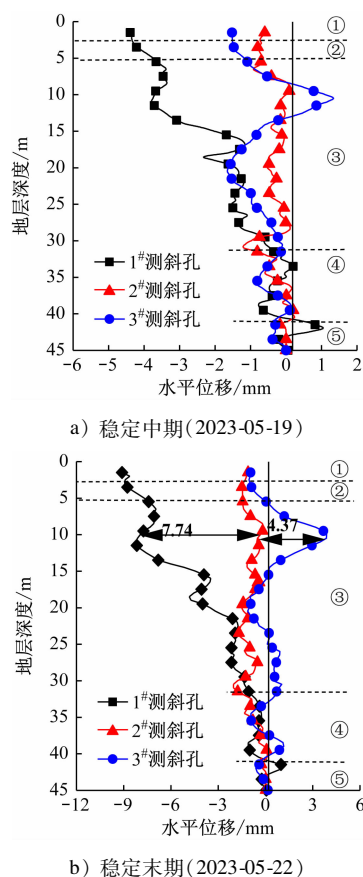 0
5
10
15
20
25
30
35
40
45
地层深度/m
①
②
③
④
⑤
1#测斜孔
2#测斜孔
3#测斜孔
−6 −5 −4 −3 −2 −1 0 1 2
水平位移/mm
a) 稳定中期(2023-05-19)
0
5
10
15
20
25
30
35
40
45
地层深度/m
①
②
7.74 4.37
③
④
⑤
1#测斜孔
2#测斜孔
3#测斜孔
−12 −9 −6 −3 0 3 6
水平位移/mm
b) 稳定末期(2023-05-22)